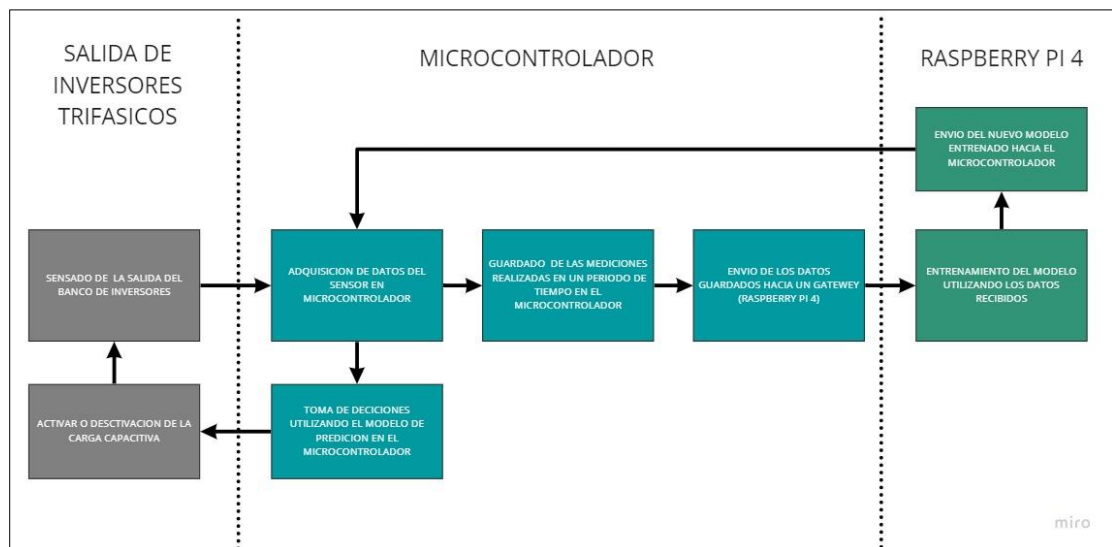 SALIDA DE
INVERSORES
TRIFASICOS
MICROCONTROLADOR
RASPBERRY PI 4
ENVIO DEL NUEVO MODELO
ENTRENADO HACIA EL
MICROCONTROLADOR
SENSADO DE LA SALIDA DEL
BANCO DE INVERSORES
ADQUISICION DE DATOS DEL
SENSOR EN
MICROCONTROLADOR
GUARDADO DE LAS MEDICIONES
REALIZADAS EN UN PERIODO DE
TIEMPO EN EL
MICROCONTROLADOR
ENVIO DE LOS DATOS
GUARDADOS HACIA UN GATEWEY
(RASPBERRY PI 4)
ENTRENAMIENTO DEL MODELO
UTILIZANDO LOS DATOS
RECIBIDOS
ACTIVAR O DESCTIVACION DE LA
CARGA CAPACITIVA
TOMA DE DECICIONES
UTILIZANDO EL MODELO DE
PREDICION EN EL
MICROCONTROLADOR
miro